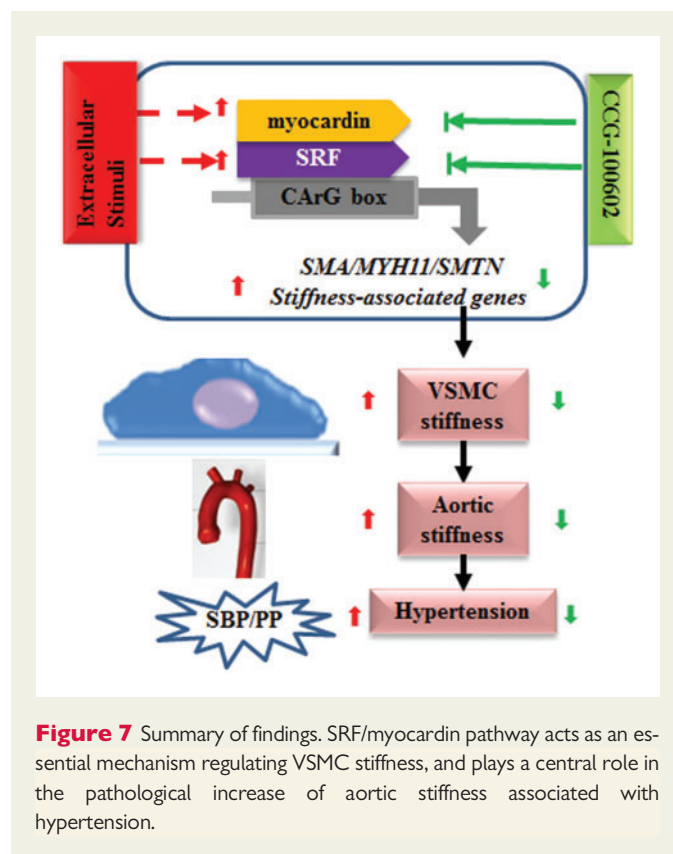 Extracellular
Stimuli
myocardin
SRF
CArG box
CCG-100602
SMA/MYH11/SMTN
Stiffness-associated genes
VSMC
stiffness
Aortic
stiffness
SBP/PP
Hypertension
Figure 7 Summary of findings. SRF/myocardin pathway acts as an es-
sential mechanism regulating VSMC stiffness, and plays a central role in
the pathological increase of aortic stiffness associated with
hypertension.